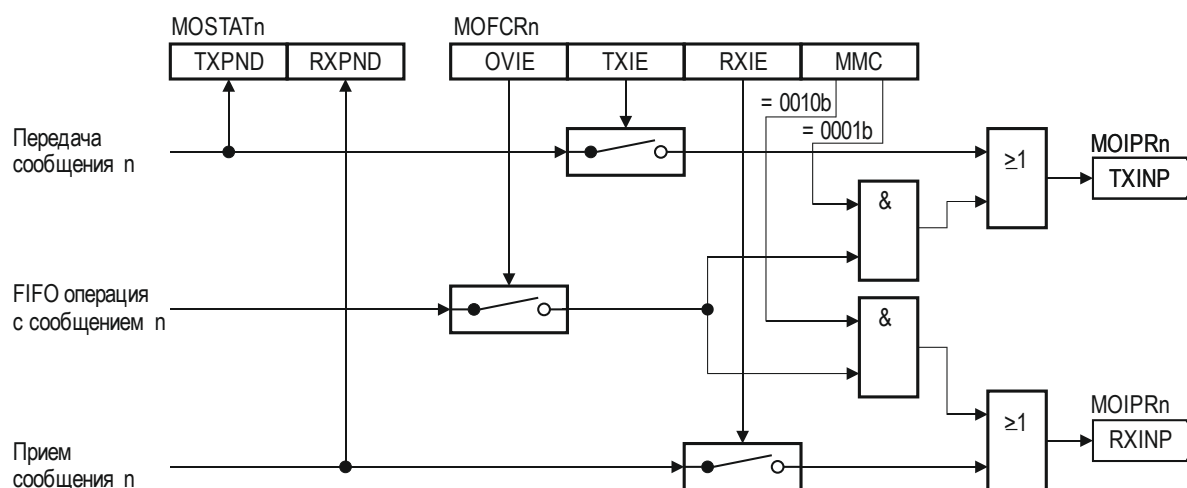 MOSTATn
MOFCRn
TXPND RXPND
OVIE TXIE RXIE MMC
= 0010b
= 0001b
Передача
сообщения n
≥1
MOIPRn
TXINP
&
FIFO операция
с сообщением n
&
≥1
MOIPRn
RXINP
Прием
сообщения n